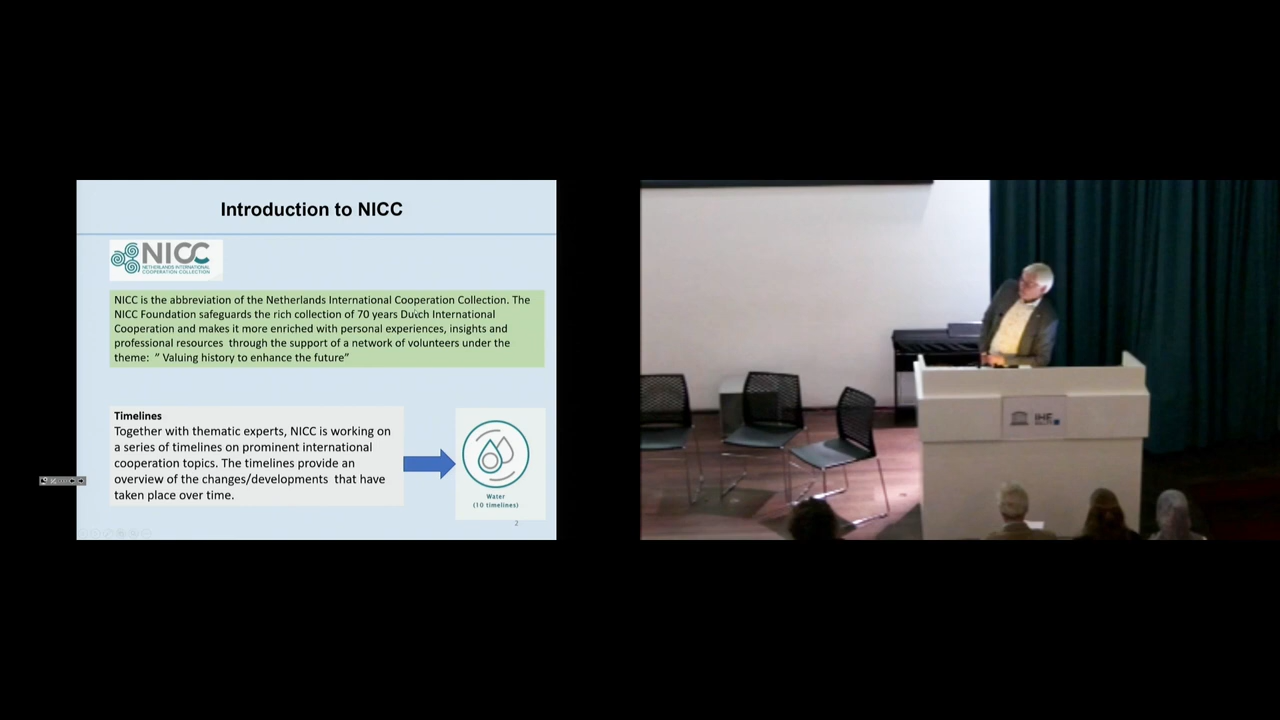 Introduction to NICC
NICC
NETHERLANDS INTERNATIONAL
COOPERATION COLLECTION
NICC is the abbreviation of the Netherlands International Cooperation Collection. The
NICC Foundation safeguards the rich collection of 70 years Dutch International
Cooperation and makes it more enriched with personal experiences, insights and
professional resources through the support of a network of volunteers under the
theme: ” Valuing history to enhance the future”
Timelines
Together with thematic experts, NICC is working on
a series of timelines on prominent international
cooperation topics. The timelines provide an
overview of the changes/developments that have
taken place over time.
Water
(10 timelines)
2
IHE